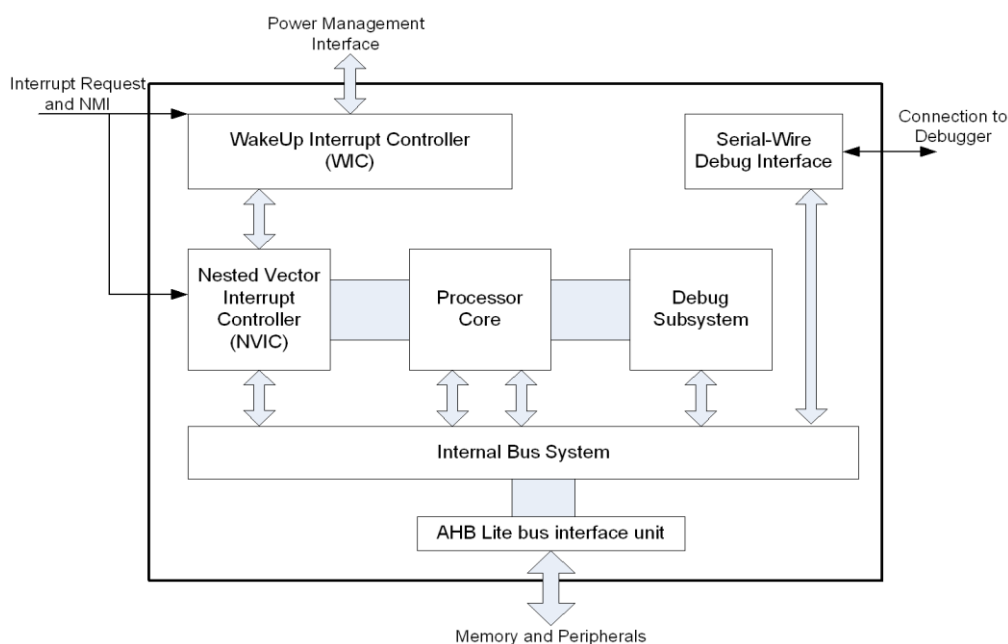 Power Management
Interface
Interrupt Request
and NMI
WakeUp Interrupt Controller
(WIC)
Serial-Wire
Debug Interface
Connection to
Debugger
Nested Vector
Interrupt
Controller
(NVIC)
Processor
Core
Debug
Subsystem
Internal Bus System
AHB Lite bus interface unit
Memory and Peripherals